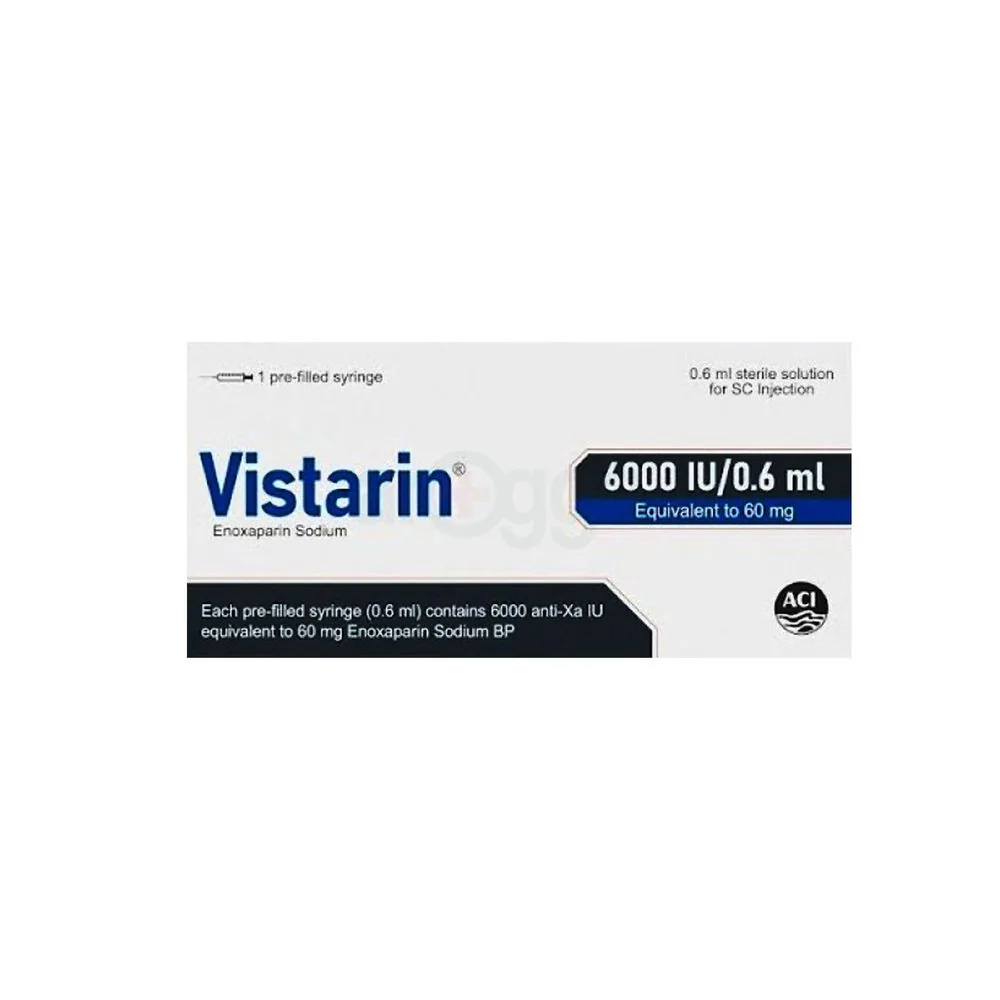 1 pre-filled syringe
0.6 ml sterile solution
for SC Injection
Vistarin®
Enoxaparin Sodium
6000 IU/0.6 ml
Equivalent to 60 mg
Each pre-filled syringe (0.6 ml) contains 6000 anti-Xa IU
equivalent to 60 mg Enoxaparin Sodium BP
ACI